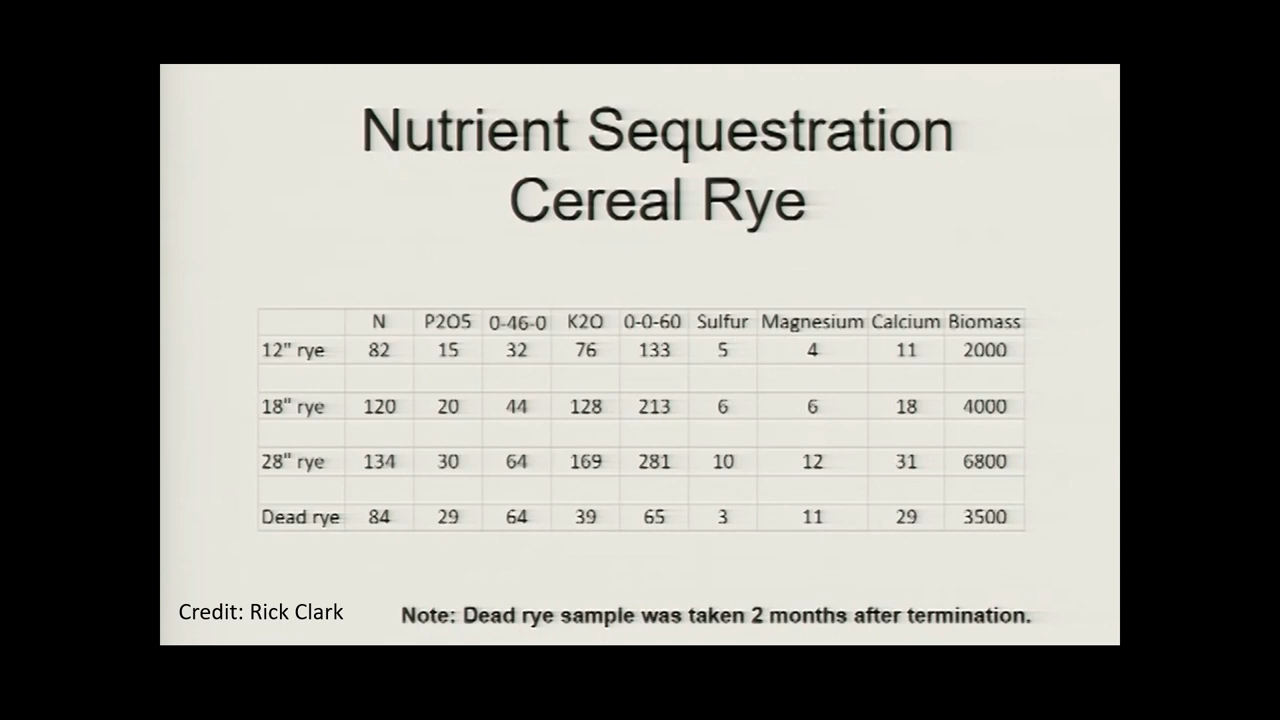 Nutrient Sequestration
Cereal Rye
N P2O5 0-46-0 K2O 0-0-60 Sulfur Magnesium Calcium Biomass
12" rye 82 15 32 76 133 5 4 11 2000
18" rye 120 20 44 128 213 6 6 18 4000
28" rye 134 30 64 169 281 10 12 31 6800
Dead rye 84 29 64 39 65 3 11 29 3500
Credit: Rick Clark
Note: Dead rye sample was taken 2 months after termination.